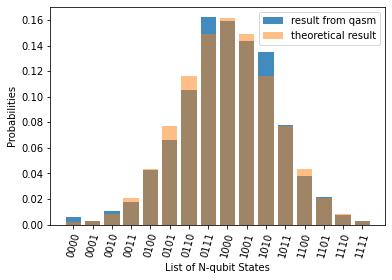 result from qasm
theoretical result
0.16
0.14
0.12
0.10
0.08
0.06
0.04
0.02
0.00
Probabilities
0000 0001 0010 0011 0100 0101 0110 0111 1000 1001 1010 1011 1100 1101 1110 1111
List of N-qubit States